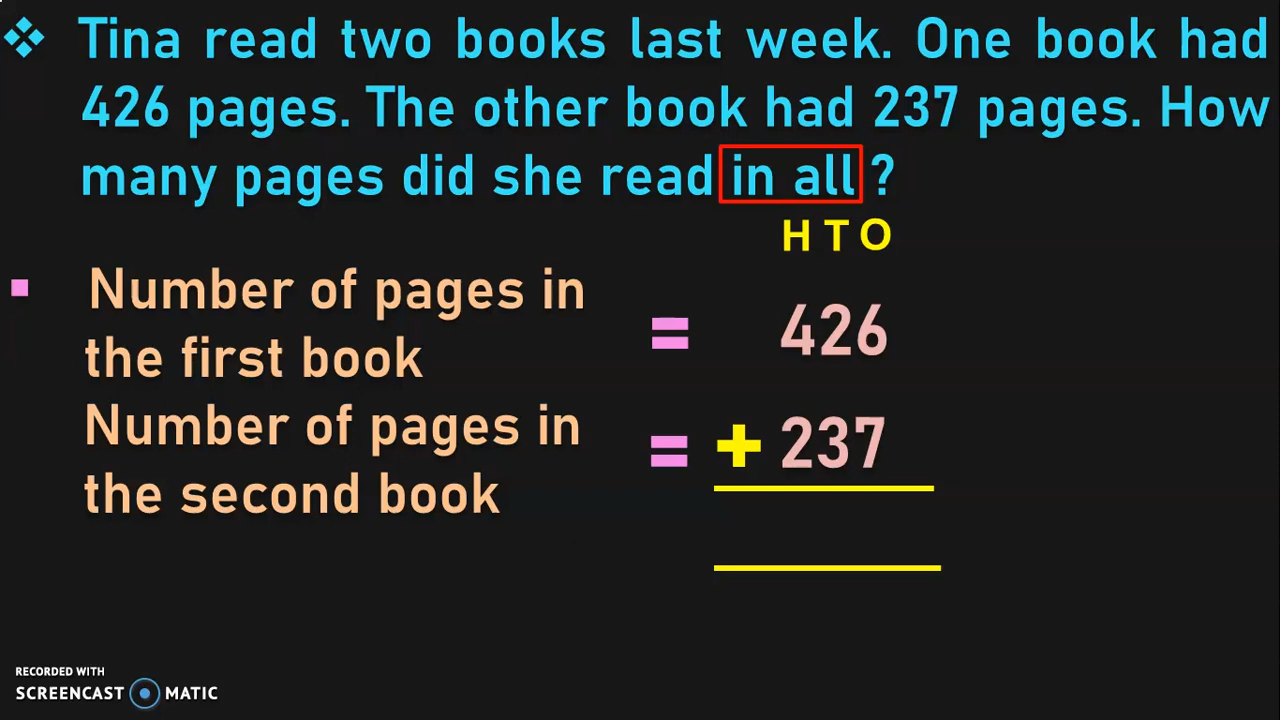 ❖ Tina read two books last week. One book had
426 pages. The other book had 237 pages. How
many pages did she read in all ?
H T O
▪ Number of pages in
the first book
= 426
Number of pages in
the second book
= + 237
RECORDED WITH
SCREENCAST MATIC